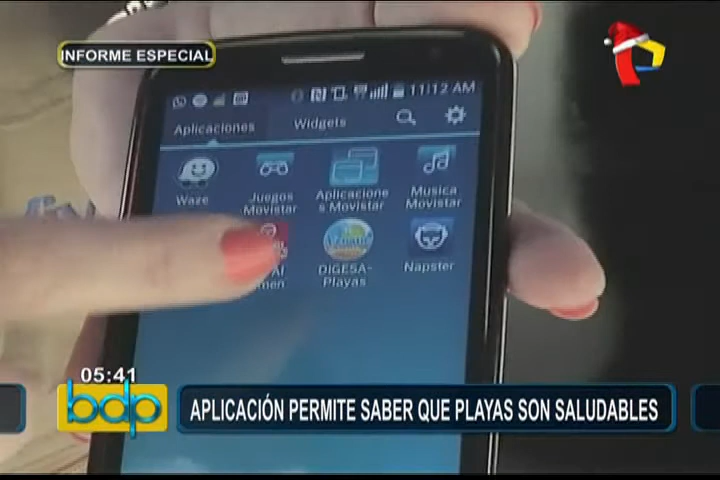 INFORME ESPECIAL
11:12 AM
Aplicaciones
Widgets
Waze
Juegos
Movistar
Aplicacione
s Movistar
Musica
Movistar
Al
DIGESA-
Playas
Napster
05:41
bdp
APLICACIÓN PERMITE SABER QUE PLAYAS SON SALUDABLES